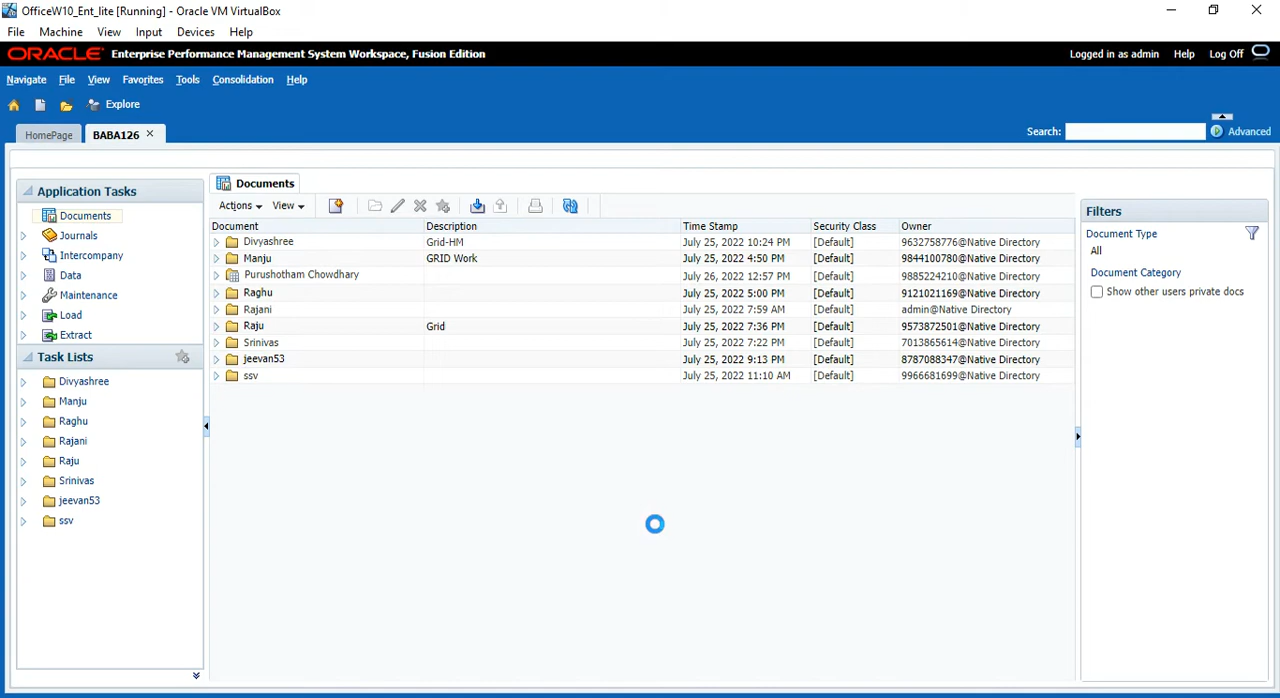 OfficeW10_Ent_lite [Running] - Oracle VM VirtualBox
File Machine View Input Devices Help
ORACLE Enterprise Performance Management System Workspace, Fusion Edition Logged in as admin Help Log Off
Navigate File View Favorites Tools Consolidation Help
Explore
HomePage BABA126 Search: Advanced
Application Tasks
Documents
Journals
Intercompany
Data
Maintenance
Load
Extract
Task Lists
Divyashree
Manju
Raghu
Rajani
Raju
Srinivas
jeevan53
ssv
Documents
Actions View
Document Description Time Stamp Security Class Owner
Divyashree Grid-HM July 25, 2022 10:24 PM [Default] 9632758776@Native Directory
Manju GRID Work July 25, 2022 4:50 PM [Default] 9844100780@Native Directory
Purushotham Chowdhary July 26, 2022 12:57 PM [Default] 9885224210@Native Directory
Raghu July 25, 2022 5:00 PM [Default] 9121021169@Native Directory
Rajani July 25, 2022 7:59 AM [Default] admin@Native Directory
Raju Grid July 25, 2022 7:36 PM [Default] 9573872501@Native Directory
Srinivas July 25, 2022 7:22 PM [Default] 7013865614@Native Directory
jeevan53 July 25, 2022 9:13 PM [Default] 8787088347@Native Directory
ssv July 25, 2022 11:10 AM [Default] 9966681699@Native Directory
Filters
Document Type
All
Document Category
Show other users private docs